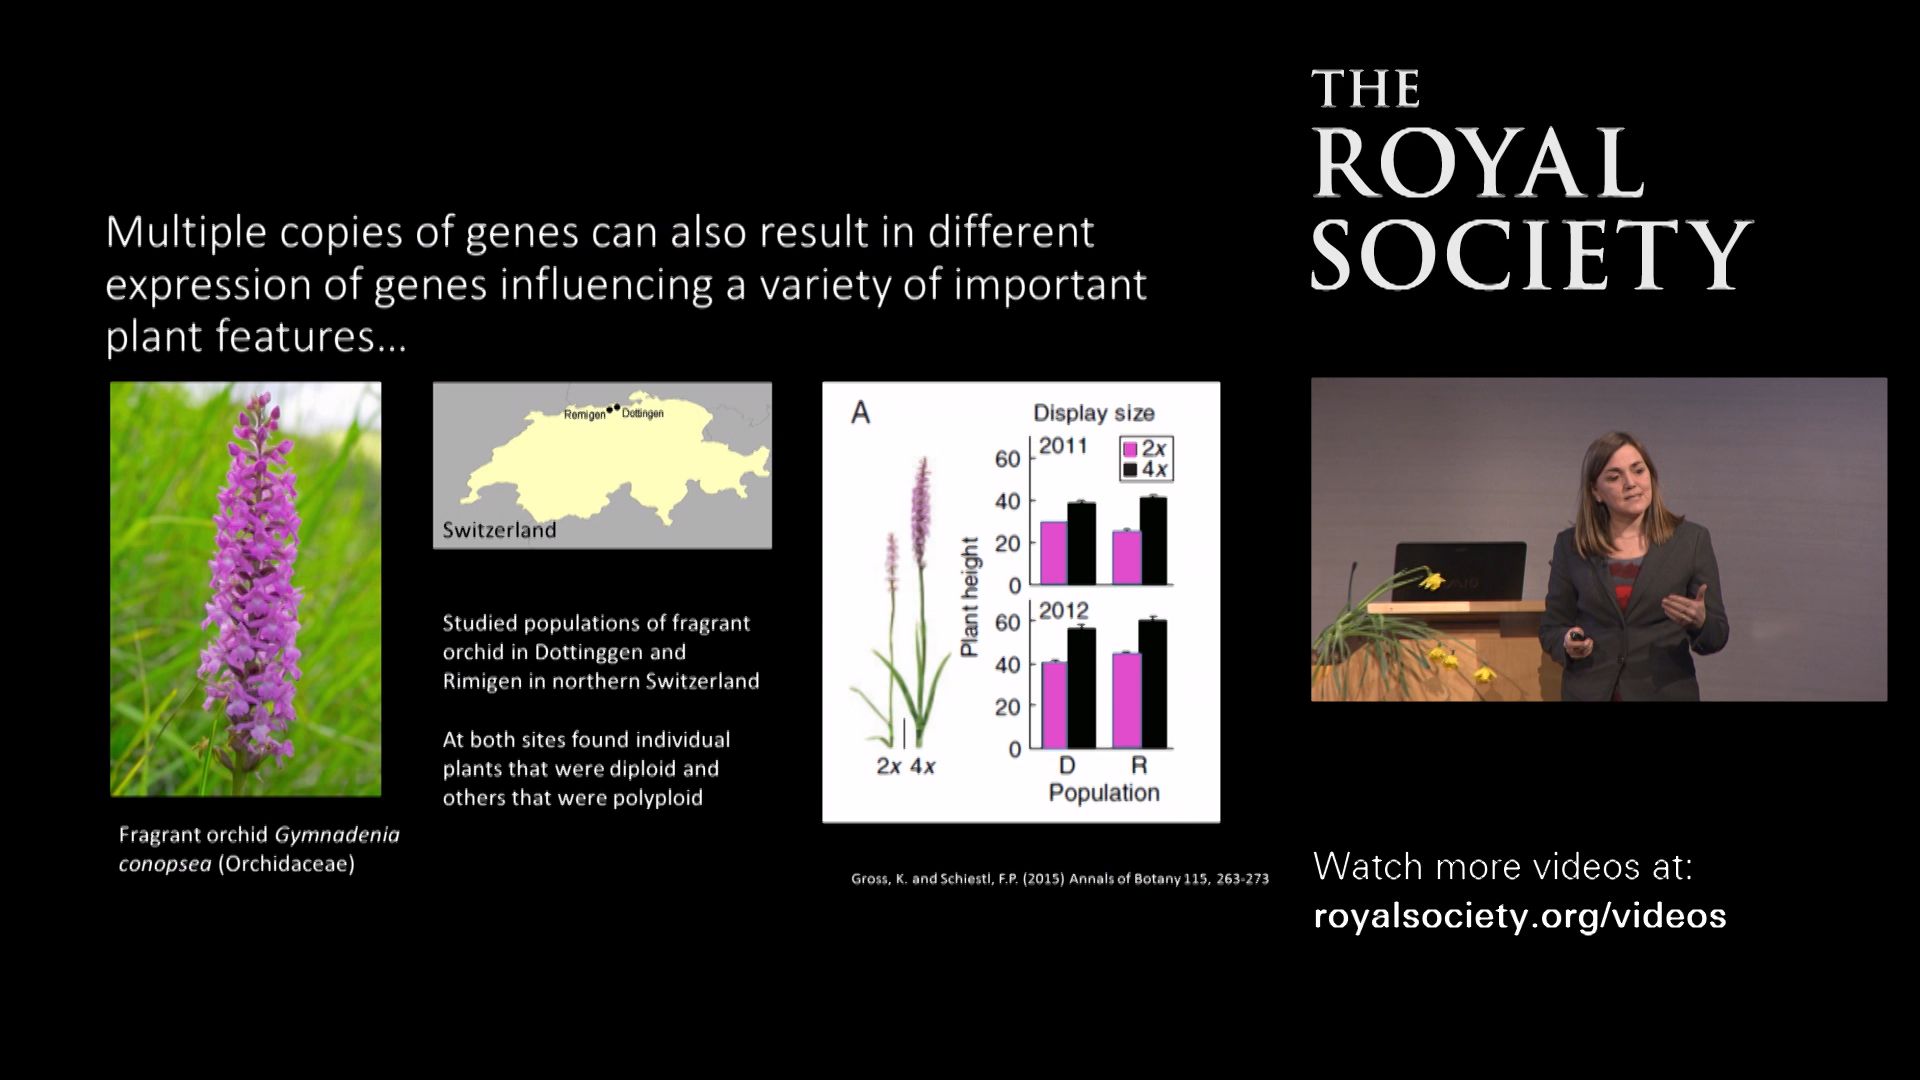 THE
ROYAL
SOCIETY
Multiple copies of genes can also result in different
expression of genes influencing a variety of important
plant features...
Remigen
Dottingen
Switzerland
Studied populations of fragrant
orchid in Dottinggen and
Rimigen in northern Switzerland
At both sites found individual
plants that were diploid and
others that were polyploid
Fragrant orchid Gymnadenia
conopsea (Orchidaceae)
A
Display size
2011
2x
4x
60
40
20
0
2012
60
40
20
0
Plant height
D R
Population
2x 4x
Gross, K. and Schiestl, F.P. (2015) Annals of Botany 115, 263-273
Watch more videos at:
royalsociety.org/videos